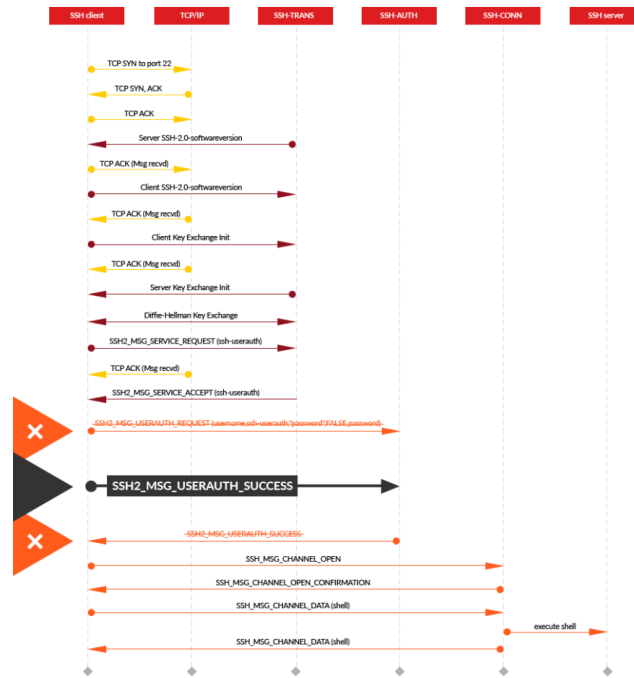 SSH client TCP/IP SSH-TRANS SSH-AUTH SSH-CONN SSH server
TCP SYN to port 22
TCP SYN, ACK
TCP ACK
Server SSH-2.0-softwareversion
TCP ACK (Msg recvd)
Client SSH-2.0-softwareversion
TCP ACK (Msg recvd)
Client Key Exchange Init
TCP ACK (Msg recvd)
Server Key Exchange Init
Diffie-Hellman Key Exchange
SSH2_MSG_SERVICE_REQUEST (ssh-userauth)
TCP ACK (Msg recvd)
SSH2_MSG_SERVICE_ACCEPT (ssh-userauth)
SSH2_MSG_USERAUTH_REQUEST (username,ssh-userauth,"password",FALSE,password)
SSH2_MSG_USERAUTH_SUCCESS
SSH2_MSG_USERAUTH_SUCCESS
SSH_MSG_CHANNEL_OPEN
SSH_MSG_CHANNEL_OPEN_CONFIRMATION
SSH_MSG_CHANNEL_DATA (shell)
execute shell
SSH_MSG_CHANNEL_DATA (shell)